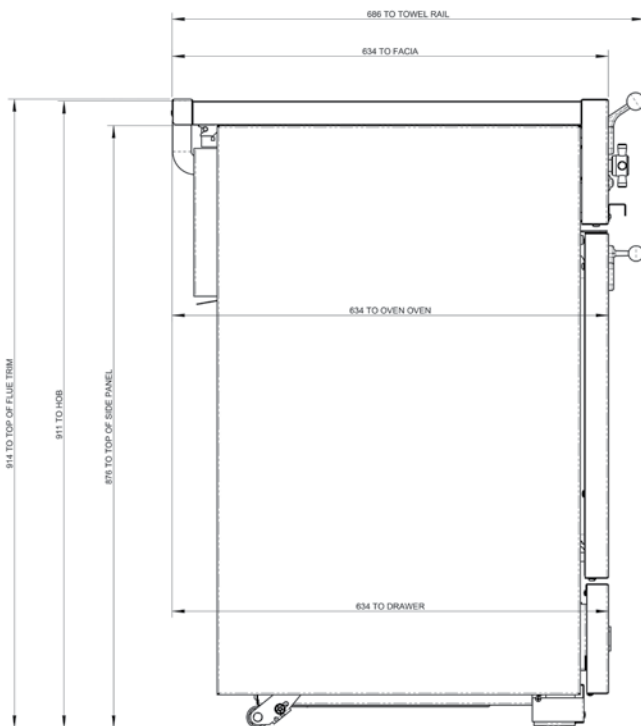 686 TO TOWEL RAIL
634 TO FACIA
634 TO OVEN OVEN
634 TO DRAWER
914 TO TOP OF FLUE TRIM
911 TO HOB
876 TO TOP OF SIDE PANEL